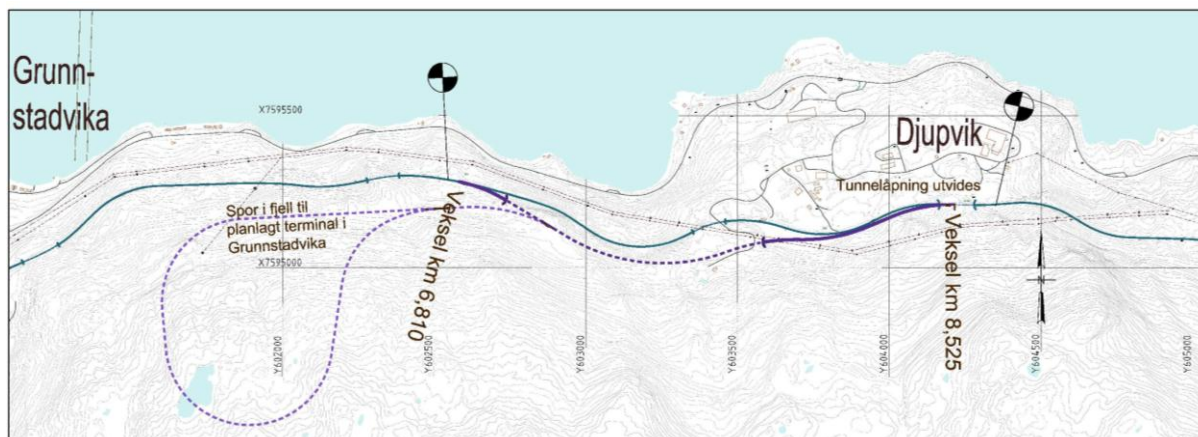 Grunn-
stadvika
X7595500
Djupvik
Tunnelåpning utvides
Spor i fjell til
planlagt terminal i
Grunnstadvika
Veksel km 6,810
Veksel km 8,525
X7595000
N
Y602000
Y602500
Y603000
Y603500
Y604000
Y604500
Y605000